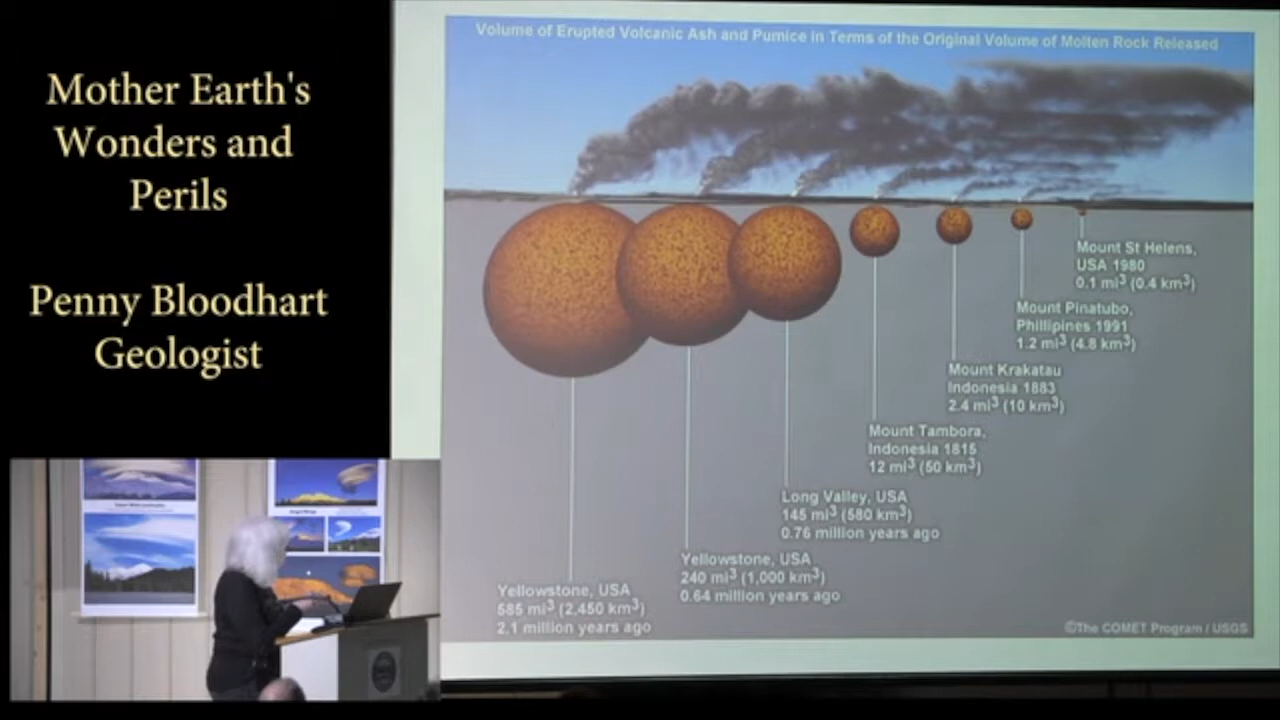 Mother Earth's
Wonders and
Perils
Penny Bloodhart
Geologist
Volume of Erupted Volcanic Ash and Pumice in Terms of the Original Volume of Molten Rock Released
Mount St Helens,
USA 1980
0.1 mi³ (0.4 km³)
Mount Pinatubo,
Phillipines 1991
1.2 mi³ (4.8 km³)
Mount Krakatau
Indonesia 1883
2.4 mi³ (10 km³)
Mount Tambora,
Indonesia 1815
12 mi³ (50 km³)
Long Valley, USA
145 mi³ (580 km³)
0.76 million years ago
Yellowstone, USA
240 mi³ (1,000 km³)
0.64 million years ago
Yellowstone, USA
585 mi³ (2,450 km³)
2.1 million years ago
©The COMET Program / USGS